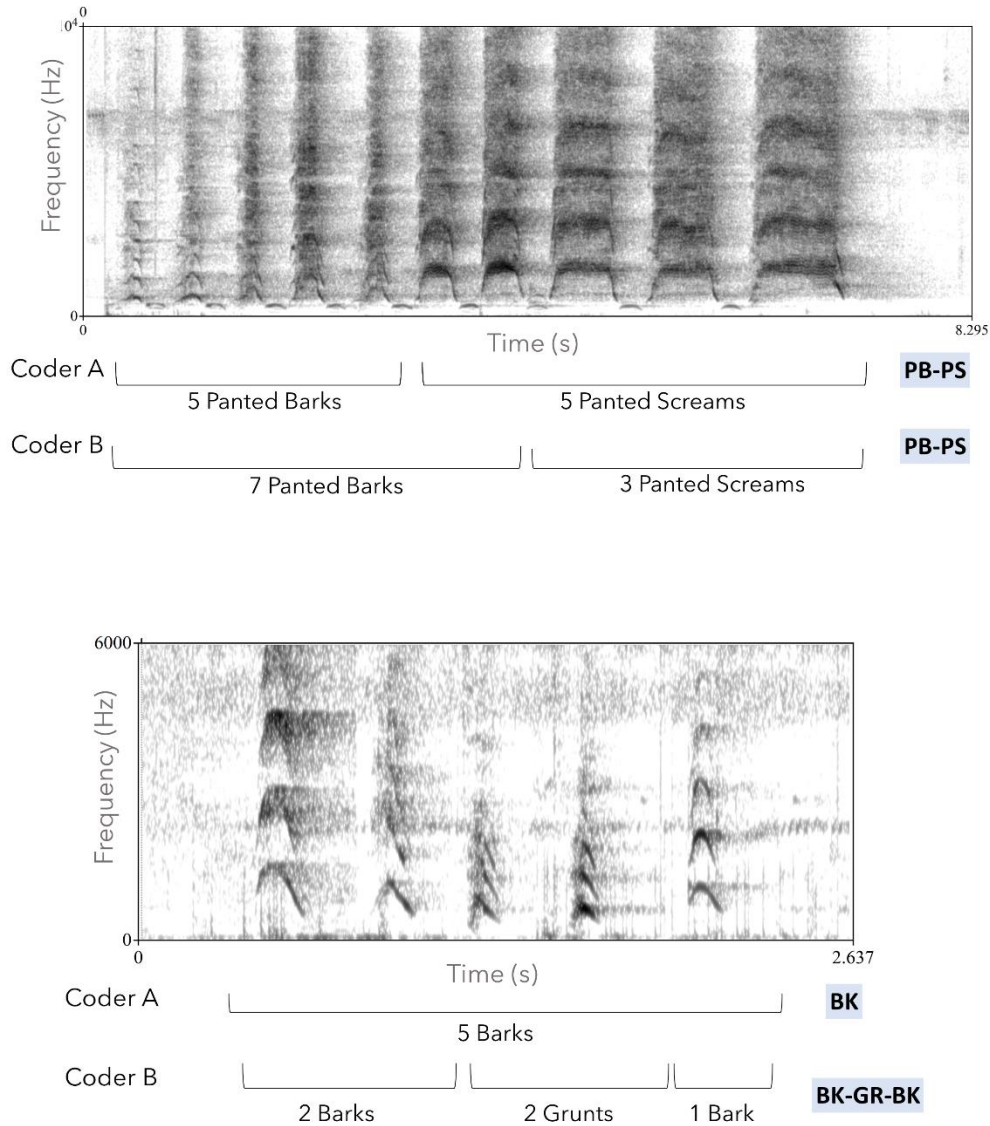 0
10⁴
Frequency (Hz)
0
0
8.295
Time (s)
Coder A
5 Panted Barks
5 Panted Screams
PB-PS
Coder B
7 Panted Barks
3 Panted Screams
PB-PS
6000
Frequency (Hz)
0
0
2.637
Time (s)
Coder A
5 Barks
BK
Coder B
2 Barks
2 Grunts
1 Bark
BK-GR-BK